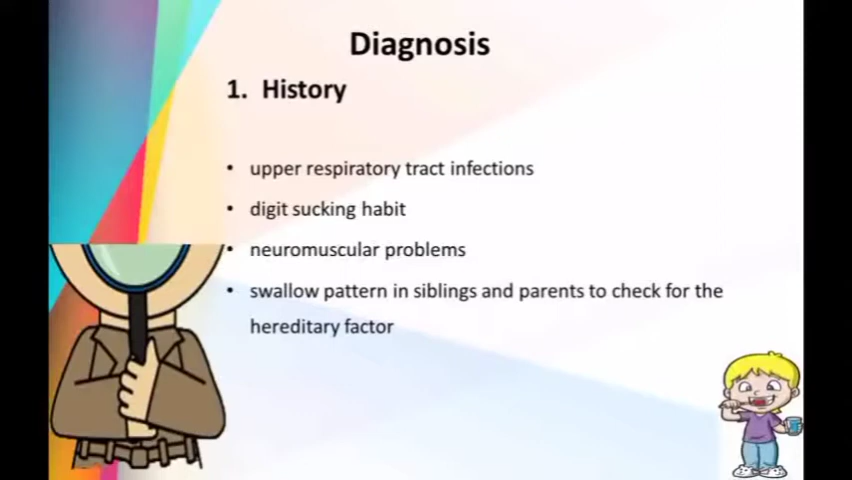 Diagnosis
1. History
• upper respiratory tract infections
• digit sucking habit
• neuromuscular problems
• swallow pattern in siblings and parents to check for the
hereditary factor